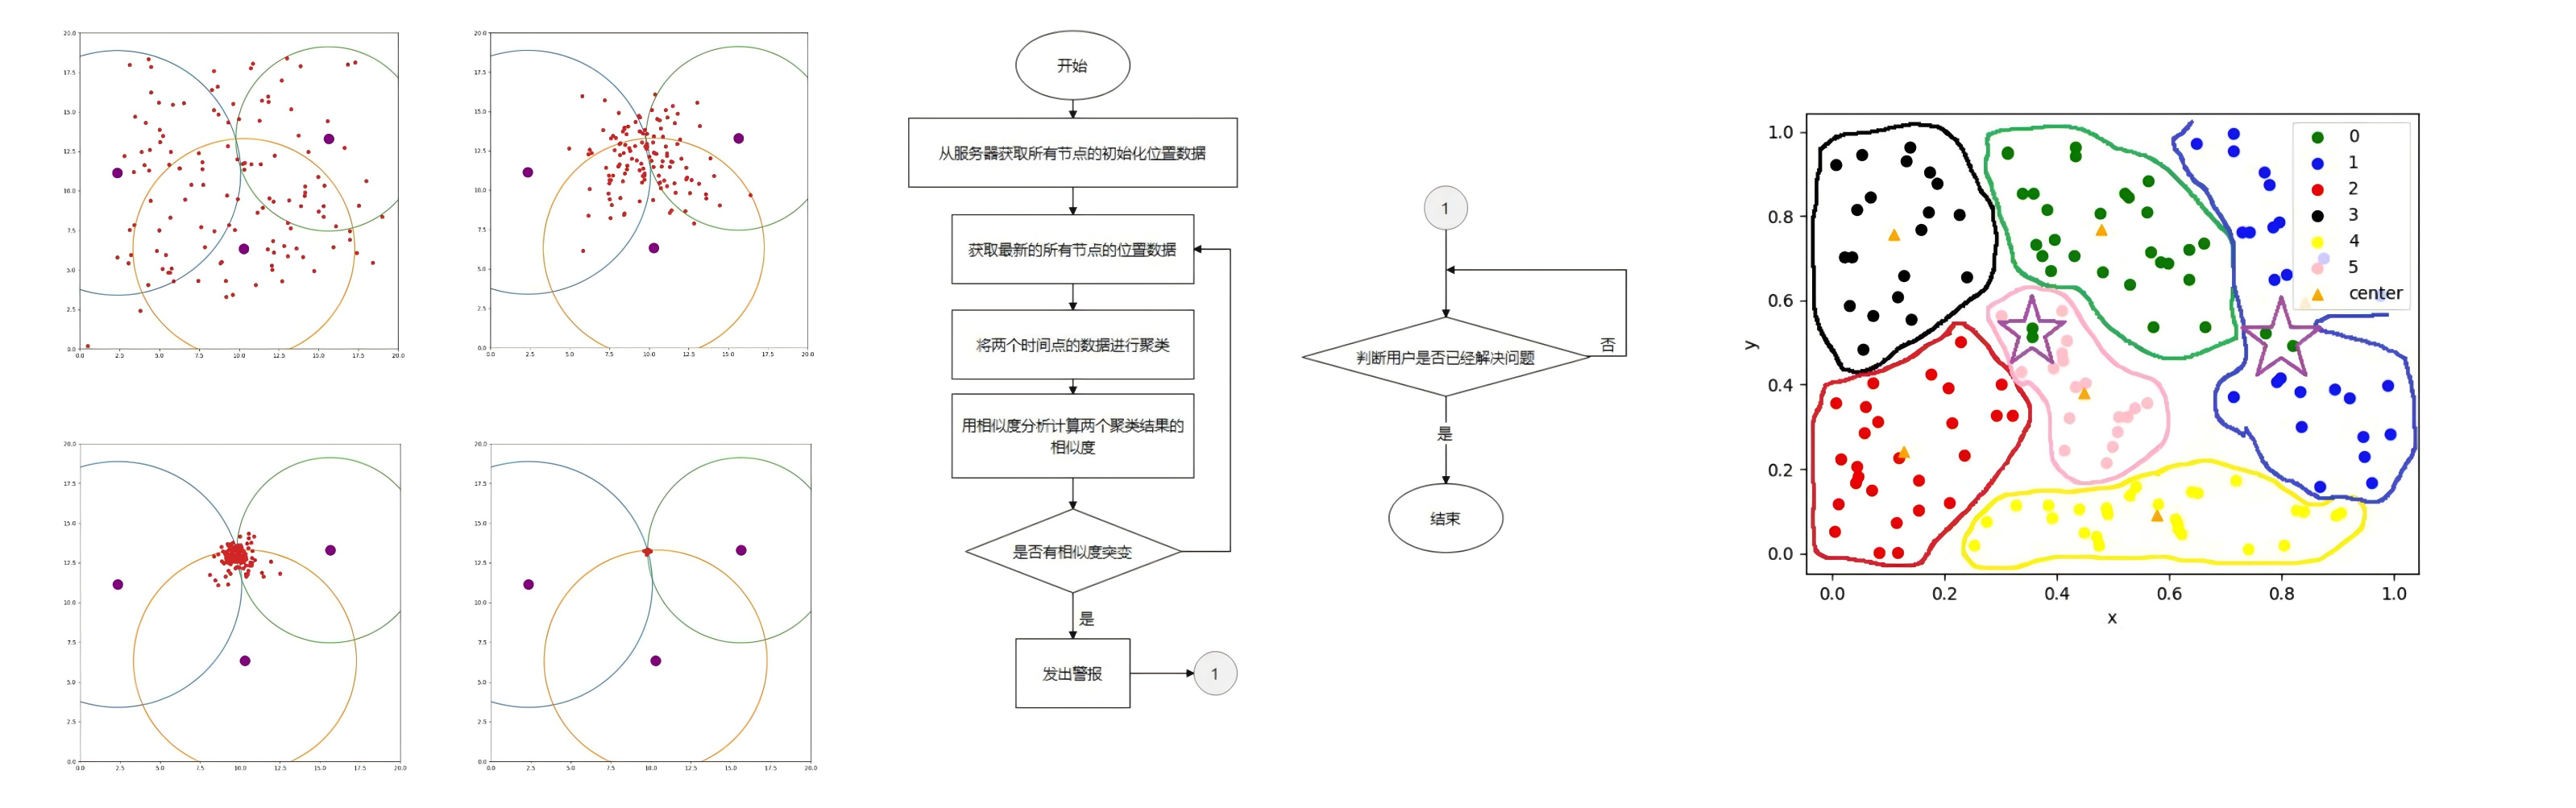 20.0
17.5
15.0
12.5
10.0
7.5
5.0
2.5
0.0
0.0 2.5 5.0 7.5 10.0 12.5 15.0 17.5 20.0
20.0
17.5
15.0
12.5
10.0
7.5
5.0
2.5
0.0
0.0 2.5 5.0 7.5 10.0 12.5 15.0 17.5 20.0
20.0
17.5
15.0
12.5
10.0
7.5
5.0
2.5
0.0
0.0 2.5 5.0 7.5 10.0 12.5 15.0 17.5 20.0
20.0
17.5
15.0
12.5
10.0
7.5
5.0
2.5
0.0
0.0 2.5 5.0 7.5 10.0 12.5 15.0 17.5 20.0
开始
从服务器获取所有节点的初始化位置数据
获取最新的所有节点的位置数据
将两个时间点的数据进行聚类
用相似度分析计算两个聚类结果的
相似度
是否有相似度突变
是
发出警报
1
1
判断用户是否已经解决问题
否
是
结束
1.0
0.8
0.6
0.4
0.2
0.0
y
0.0 0.2 0.4 0.6 0.8 1.0
x
0
1
2
3
4
5
center